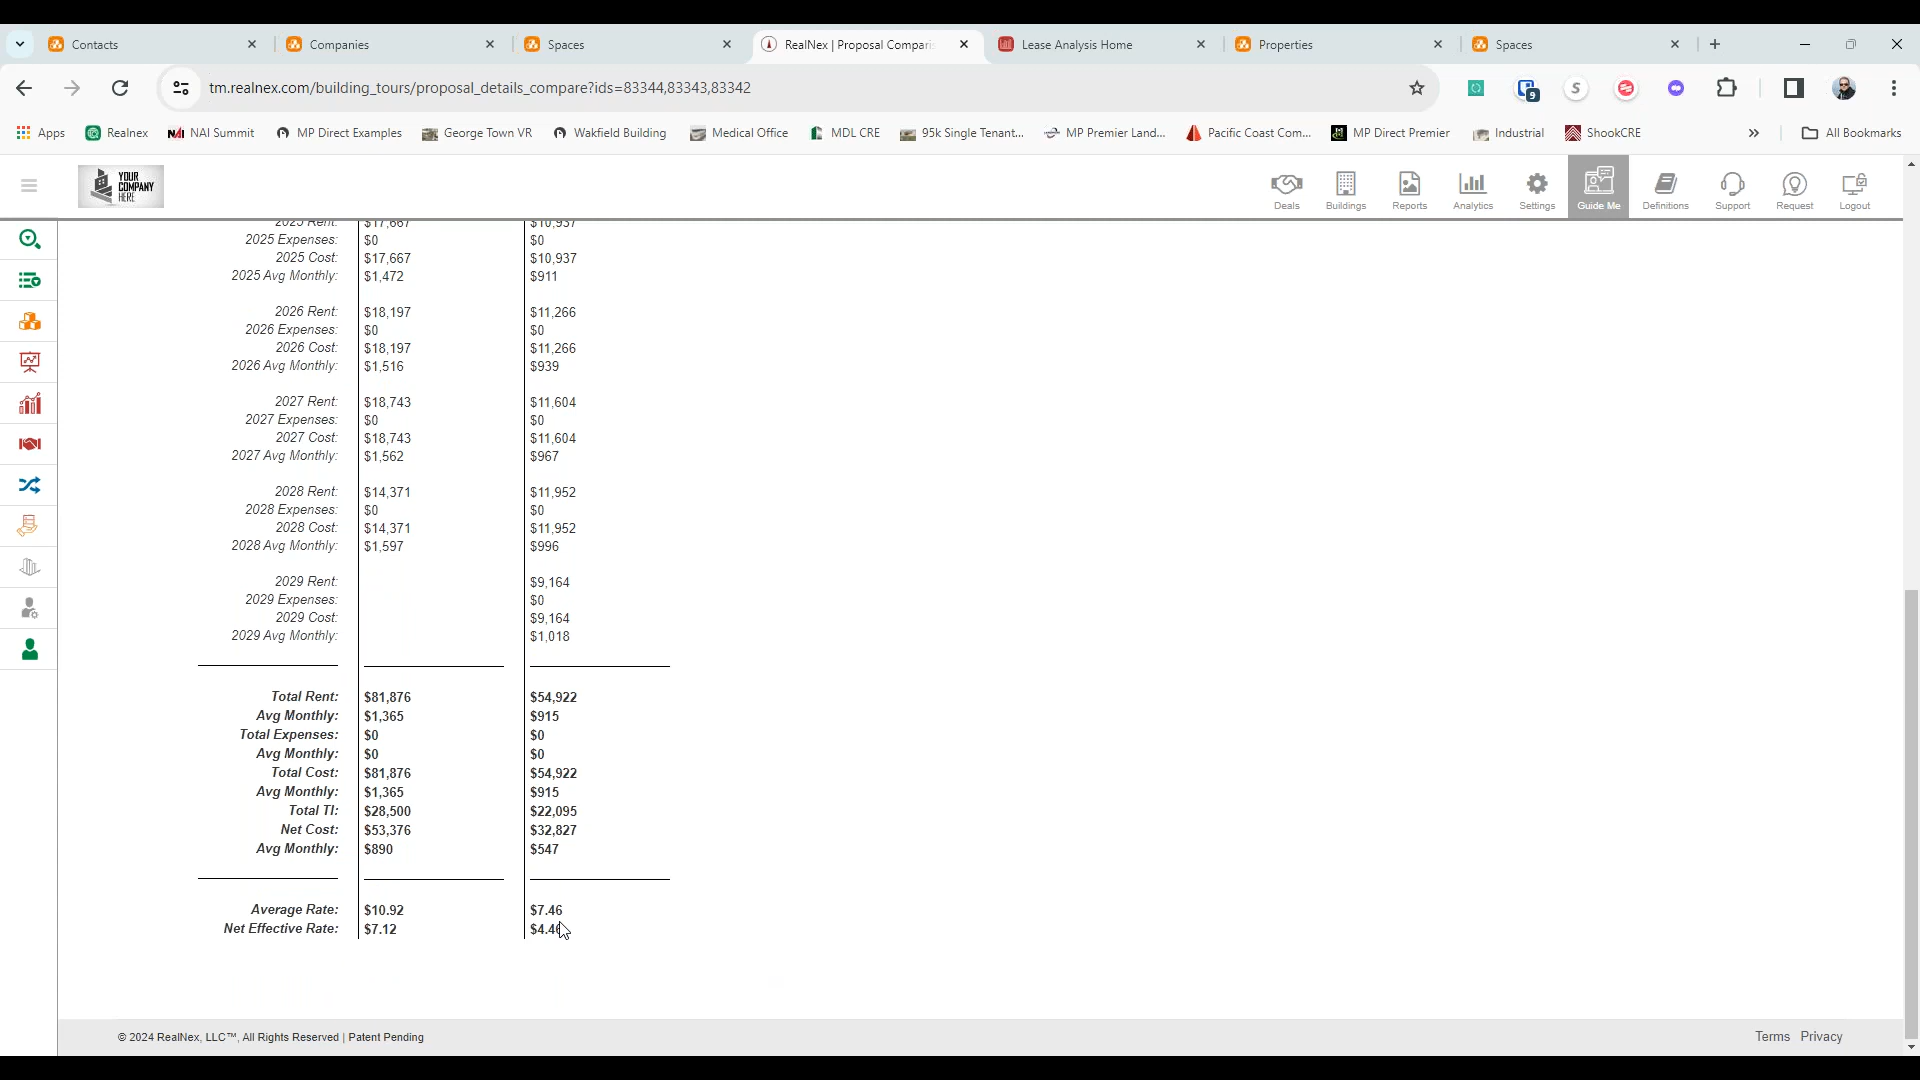 Contacts
Companies
Spaces
RealNex | Proposal Comparis
Lease Analysis Home
Properties
Spaces
tm.realnex.com/building_tours/proposal_details_compare?ids=83344,83343,83342
9
S
Apps
Realnex
NAI Summit
MP Direct Examples
George Town VR
Wakfield Building
Medical Office
MDL CRE
95k Single Tenant...
MP Premier Land...
Pacific Coast Com...
MP Direct Premier
Industrial
ShookCRE
All Bookmarks
YOUR COMPANY HERE
Deals
Buildings
Reports
Analytics
Settings
Guide Me
Definitions
Support
Request
Logout
2025 Rent: $17,667 $10,937
2025 Expenses: $0 $0
2025 Cost: $17,667 $10,937
2025 Avg Monthly: $1,472 $911
2026 Rent: $18,197 $11,266
2026 Expenses: $0 $0
2026 Cost: $18,197 $11,266
2026 Avg Monthly: $1,516 $939
2027 Rent: $18,743 $11,604
2027 Expenses: $0 $0
2027 Cost: $18,743 $11,604
2027 Avg Monthly: $1,562 $967
2028 Rent: $14,371 $11,952
2028 Expenses: $0 $0
2028 Cost: $14,371 $11,952
2028 Avg Monthly: $1,597 $996
2029 Rent: $9,164
2029 Expenses: $0
2029 Cost: $9,164
2029 Avg Monthly: $1,018
Total Rent: $81,876 $54,922
Avg Monthly: $1,365 $915
Total Expenses: $0 $0
Avg Monthly: $0 $0
Total Cost: $81,876 $54,922
Avg Monthly: $1,365 $915
Total TI: $28,500 $22,095
Net Cost: $53,376 $32,827
Avg Monthly: $890 $547
Average Rate: $10.92 $7.46
Net Effective Rate: $7.12 $4.46
© 2024 RealNex, LLC™, All Rights Reserved | Patent Pending
Terms Privacy